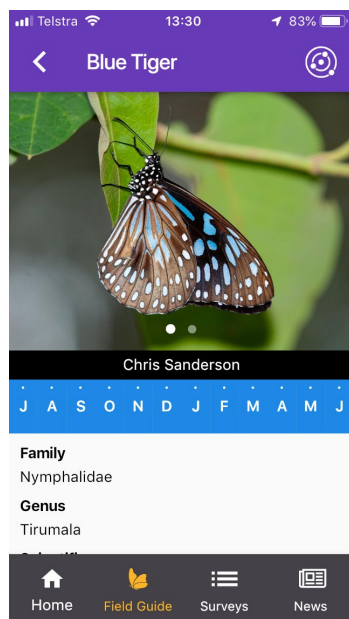 Telstra 13:30 83%
Blue Tiger
Chris Sanderson
J A S O N D J F M A M J
Family
Nymphalidae
Genus
Tirumala
Home Field Guide Surveys News